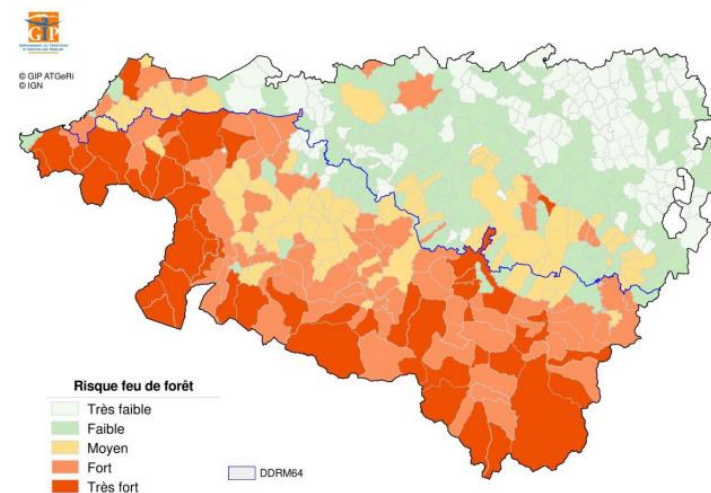 GIP
© GIP ATGeRi
© IGN
Risque feu de forêt
Très faible
Faible
Moyen
Fort
Très fort
DDRM64